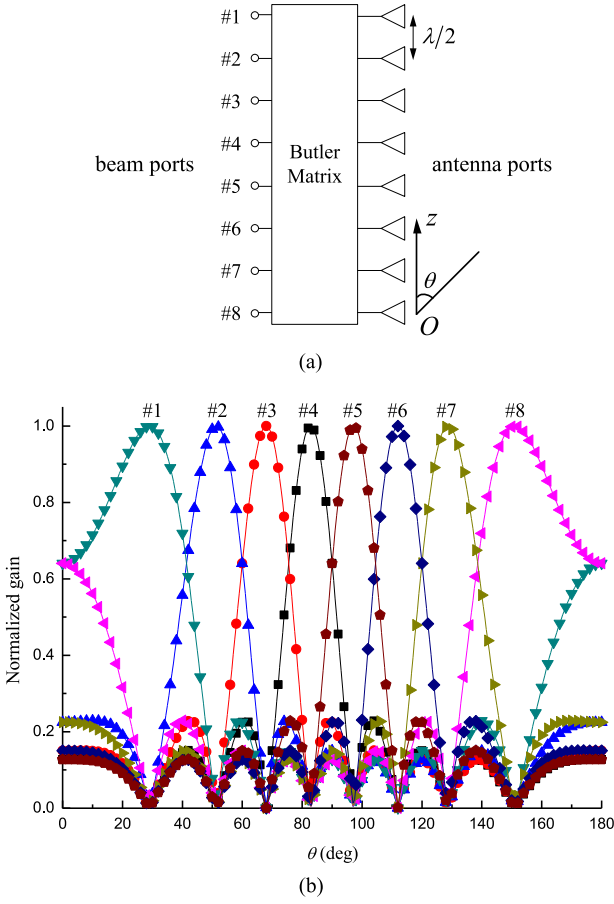 #1
λ/2
#2
#3
#4
Butler
Matrix
beam ports
antenna ports
#5
#6
z
#7
θ
#8
O
(a)
#1 #2 #3 #4 #5 #6 #7 #8
1.0
0.8
0.6
0.4
0.2
0.0
Normalized gain
0 20 40 60 80 100 120 140 160 180
θ (deg)
(b)